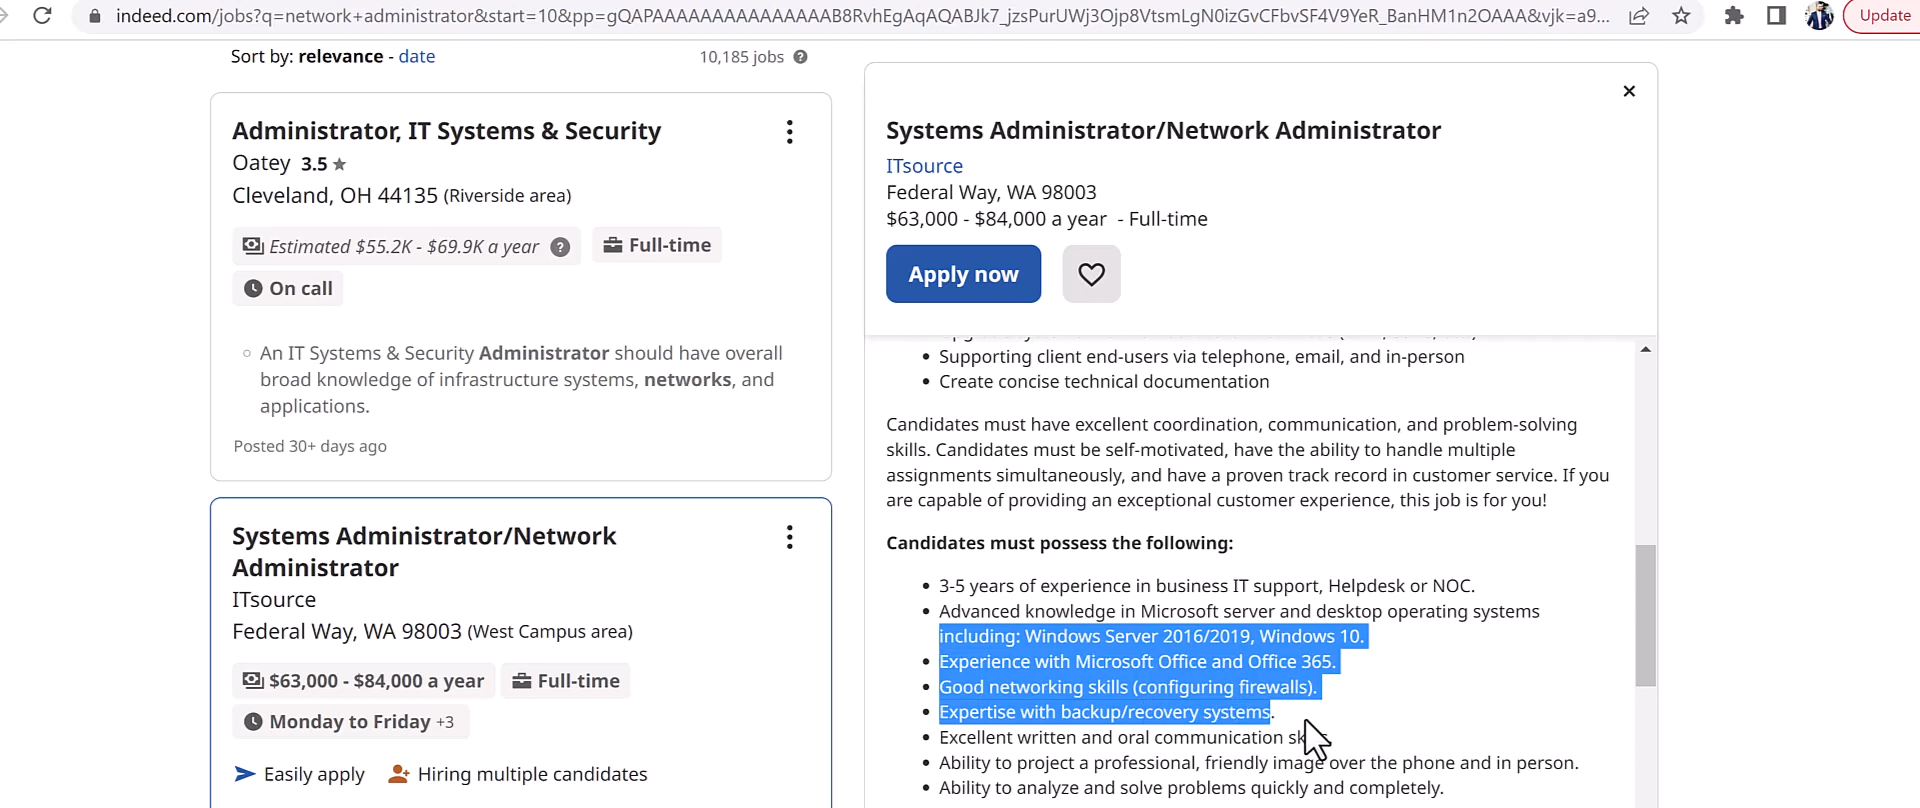 indeed.com/jobs?q=network+administrator&start=10&pp=gQAPAAAAAAAAAAAAAAAB8RvhEgAqAQABJk7_jzsPurUWj3Ojp8VtsmLgN0izGvCFbvSF4V9YeR_BanHM1n2OAAA&vjk=a9...
Update
Sort by: relevance - date
10,185 jobs
Administrator, IT Systems & Security
Oatey 3.5
Cleveland, OH 44135 (Riverside area)
Estimated $55.2K - $69.9K a year
Full-time
On call
An IT Systems & Security Administrator should have overall
broad knowledge of infrastructure systems, networks, and
applications.
Posted 30+ days ago
Systems Administrator/Network
Administrator
ITsource
Federal Way, WA 98003 (West Campus area)
$63,000 - $84,000 a year
Full-time
Monday to Friday +3
Easily apply
Hiring multiple candidates
Systems Administrator/Network Administrator
ITsource
Federal Way, WA 98003
$63,000 - $84,000 a year - Full-time
Apply now
Supporting client end-users via telephone, email, and in-person
Create concise technical documentation
Candidates must have excellent coordination, communication, and problem-solving
skills. Candidates must be self-motivated, have the ability to handle multiple
assignments simultaneously, and have a proven track record in customer service. If you
are capable of providing an exceptional customer experience, this job is for you!
Candidates must possess the following:
3-5 years of experience in business IT support, Helpdesk or NOC.
Advanced knowledge in Microsoft server and desktop operating systems
including: Windows Server 2016/2019, Windows 10.
Experience with Microsoft Office and Office 365.
Good networking skills (configuring firewalls).
Expertise with backup/recovery systems.
Excellent written and oral communication
Ability to project a professional, friendly image over the phone and in person.
Ability to analyze and solve problems quickly and completely.